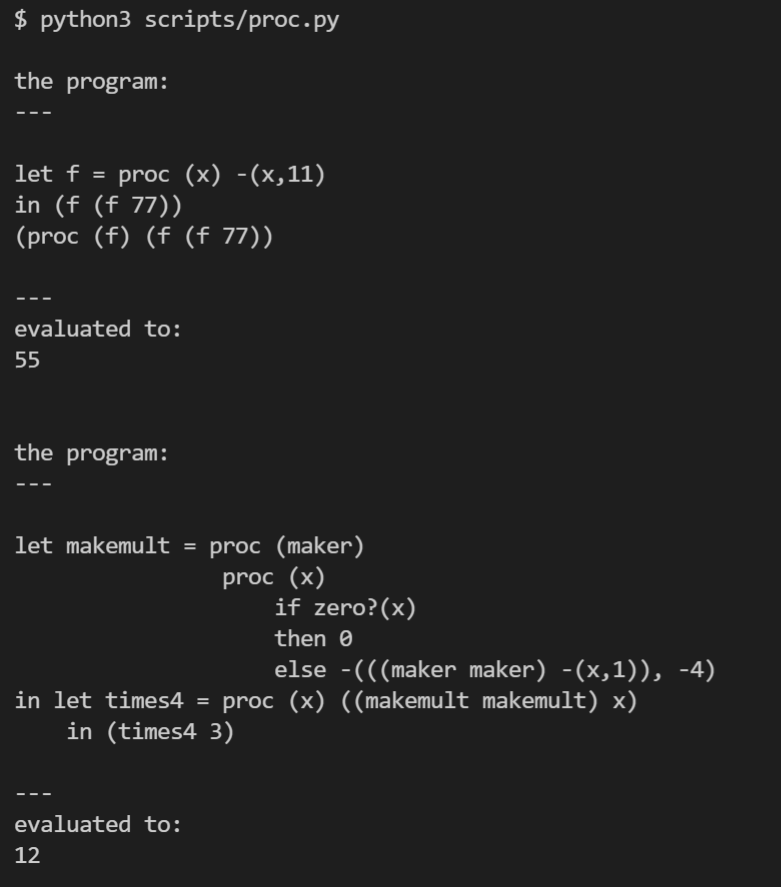 $ python3 scripts/proc.py
the program:
---
let f = proc (x) -(x,11)
in (f (f 77))
(proc (f) (f (f 77))
---
evaluated to:
55
the program:
---
let makemult = proc (maker)
                proc (x)
                    if zero?(x)
                    then 0
                    else -(((maker maker) -(x,1)), -4)
in let times4 = proc (x) ((makemult makemult) x)
    in (times4 3)
---
evaluated to:
12